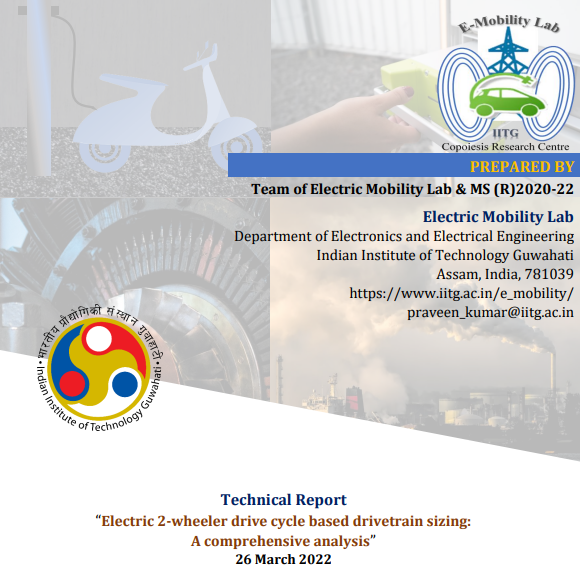 E-Mobility Lab
IITG
Copoiesis Research Centre
PREPARED BY
Team of Electric Mobility Lab & MS (R)2020-22
Electric Mobility Lab
Department of Electronics and Electrical Engineering
Indian Institute of Technology Guwahati
Assam, India, 781039
https://www.iitg.ac.in/e_mobility/
praveen_kumar@iitg.ac.in
भारतीय प्रौद्योगिकी संस्थान गुवाहाटी
Indian Institute of Technology Guwahati
Technical Report
“Electric 2-wheeler drive cycle based drivetrain sizing:
A comprehensive analysis”
26 March 2022